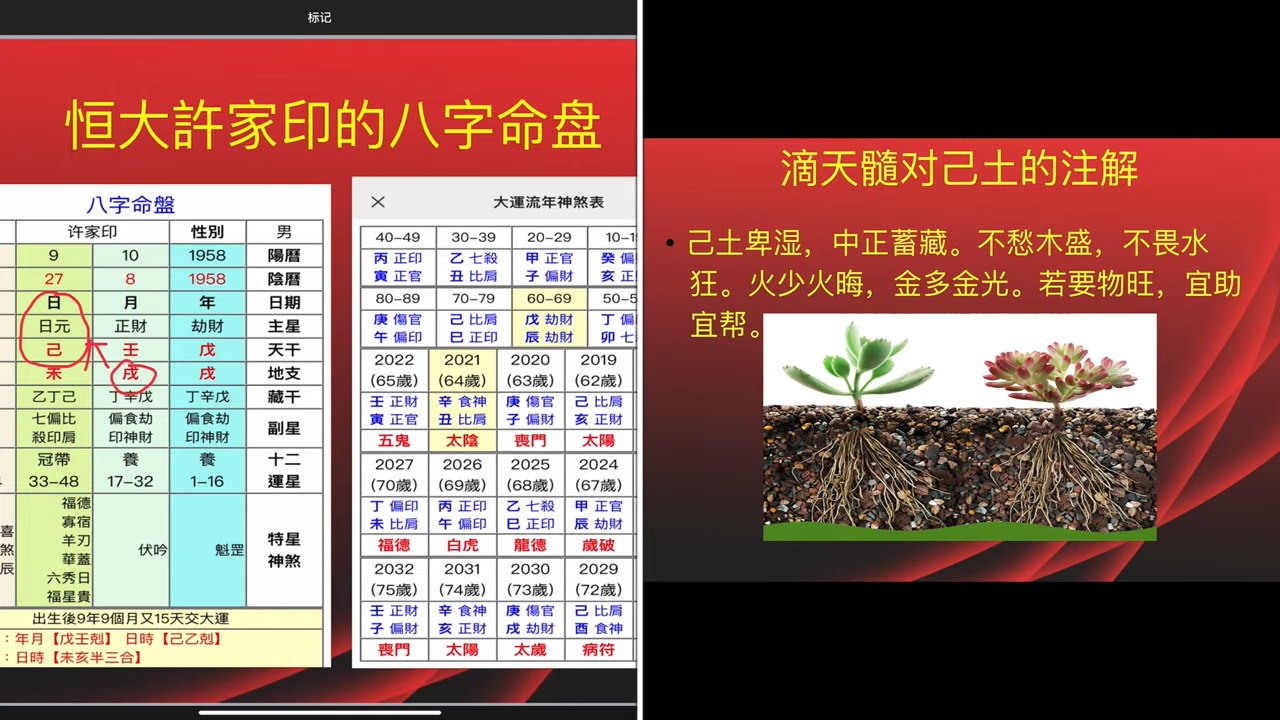 标记
恒大許家印的八字命盘
八字命盤
许家印 性別 男
9 10 1958 陽曆
27 8 1958 陰曆
日 月 年 日期
日元 正財 劫財 主星
己 壬 戊 天干
未 戌 戌 地支
乙丁己 丁辛戊 丁辛戊 藏干
七偏比 偏食劫 偏食劫 副星
殺印肩 印神財 印神財
冠帶 養 養 十二
33-48 17-32 1-16 運星
福德
寡宿
喜 羊刃 特星
煞 華蓋 伏吟 魁罡 神煞
辰 六秀日
福星貴
出生後9年9個月又15天交大運
：年月【戊壬剋】 日時【己乙剋】
：日時【未亥半三合】
大運流年神煞表
40-49 30-39 20-29 10-1
丙 正印 乙 七殺 甲 正官 癸 偏
寅 正官 丑 比肩 子 偏財 亥 正
80-89 70-79 60-69 50-5
庚 傷官 己 比肩 戊 劫財 丁 偏
午 偏印 巳 正印 辰 劫財 卯 七
2022 2021 2020 2019
(65歲) (64歲) (63歲) (62歲)
壬 正財 辛 食神 庚 傷官 己 比肩
寅 正官 丑 比肩 子 偏財 亥 正財
五鬼 太陰 喪門 太陽
2027 2026 2025 2024
(70歲) (69歲) (68歲) (67歲)
丁 偏印 丙 正印 乙 七殺 甲 正官
未 比肩 午 偏印 巳 正印 辰 劫財
福德 白虎 龍德 歲破
2032 2031 2030 2029
(75歲) (74歲) (73歲) (72歲)
壬 正財 辛 食神 庚 傷官 己 比肩
子 偏財 亥 正財 戌 劫財 酉 食神
喪門 太陽 太歲 病符
滴天髓对己土的注解
• 己土卑湿，中正蓄藏。不愁木盛，不畏水
狂。火少火晦，金多金光。若要物旺，宜助
宜帮。